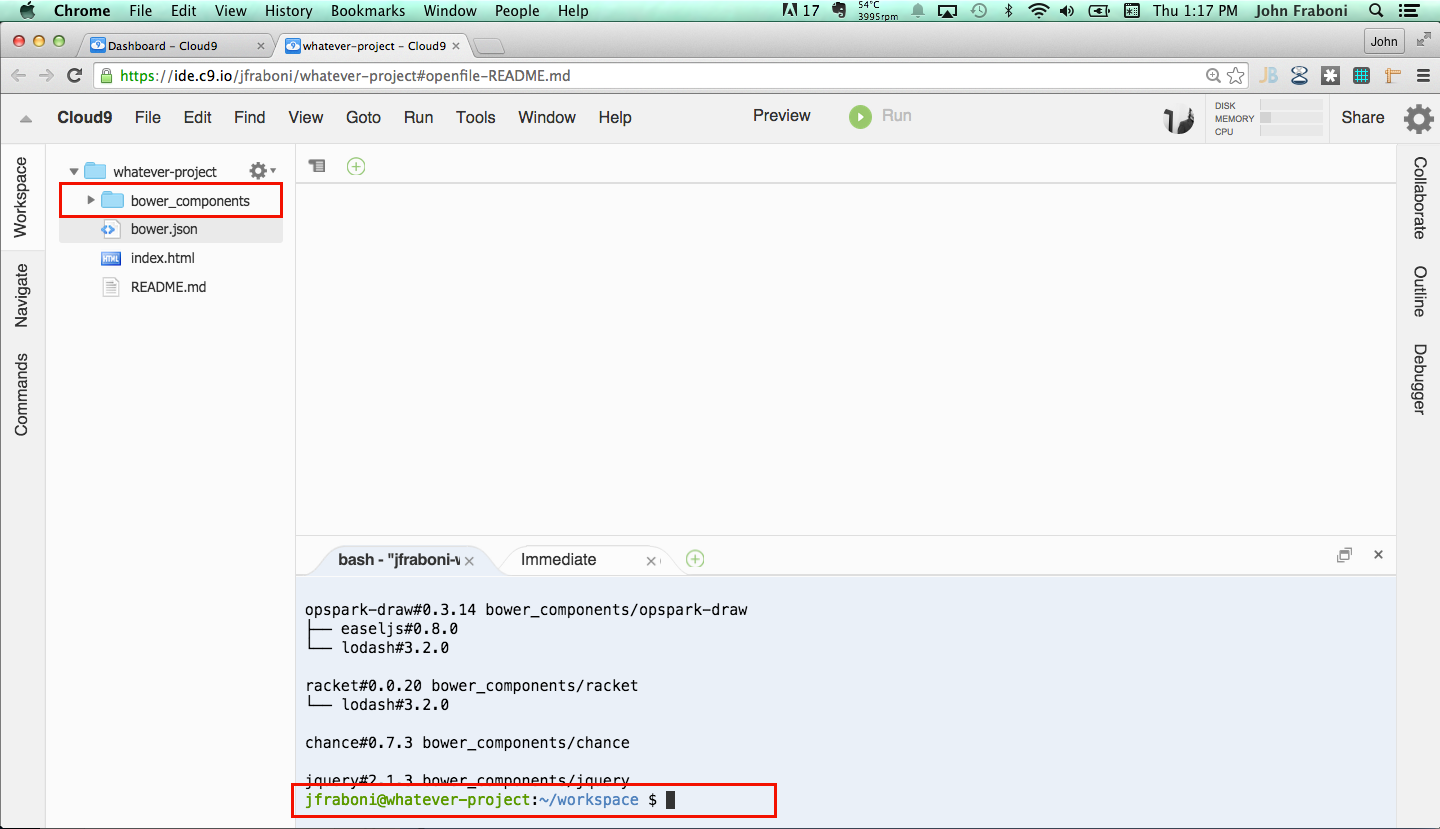 Chrome File Edit View History Bookmarks Window People Help 17 54°C 3995rpm Thu 1:17 PM John Fraboni
Dashboard – Cloud9 whatever-project – Cloud9 John
https://ide.c9.io/jfraboni/whatever-project#openfile-README.md JB
Cloud9 File Edit Find View Goto Run Tools Window Help Preview Run DISK MEMORY CPU Share
Workspace
Navigate
Commands
whatever-project
bower_components
bower.json
index.html
HTML
README.md
Collaborate
Outline
Debugger
bash - "jfraboni-w Immediate
opspark-draw#0.3.14 bower_components/opspark-draw
├── easeljs#0.8.0
└── lodash#3.2.0
racket#0.0.20 bower_components/racket
└── lodash#3.2.0
chance#0.7.3 bower_components/chance
jquery#2.1.3 bower_components/jquery
jfraboni@whatever-project:~/workspace $